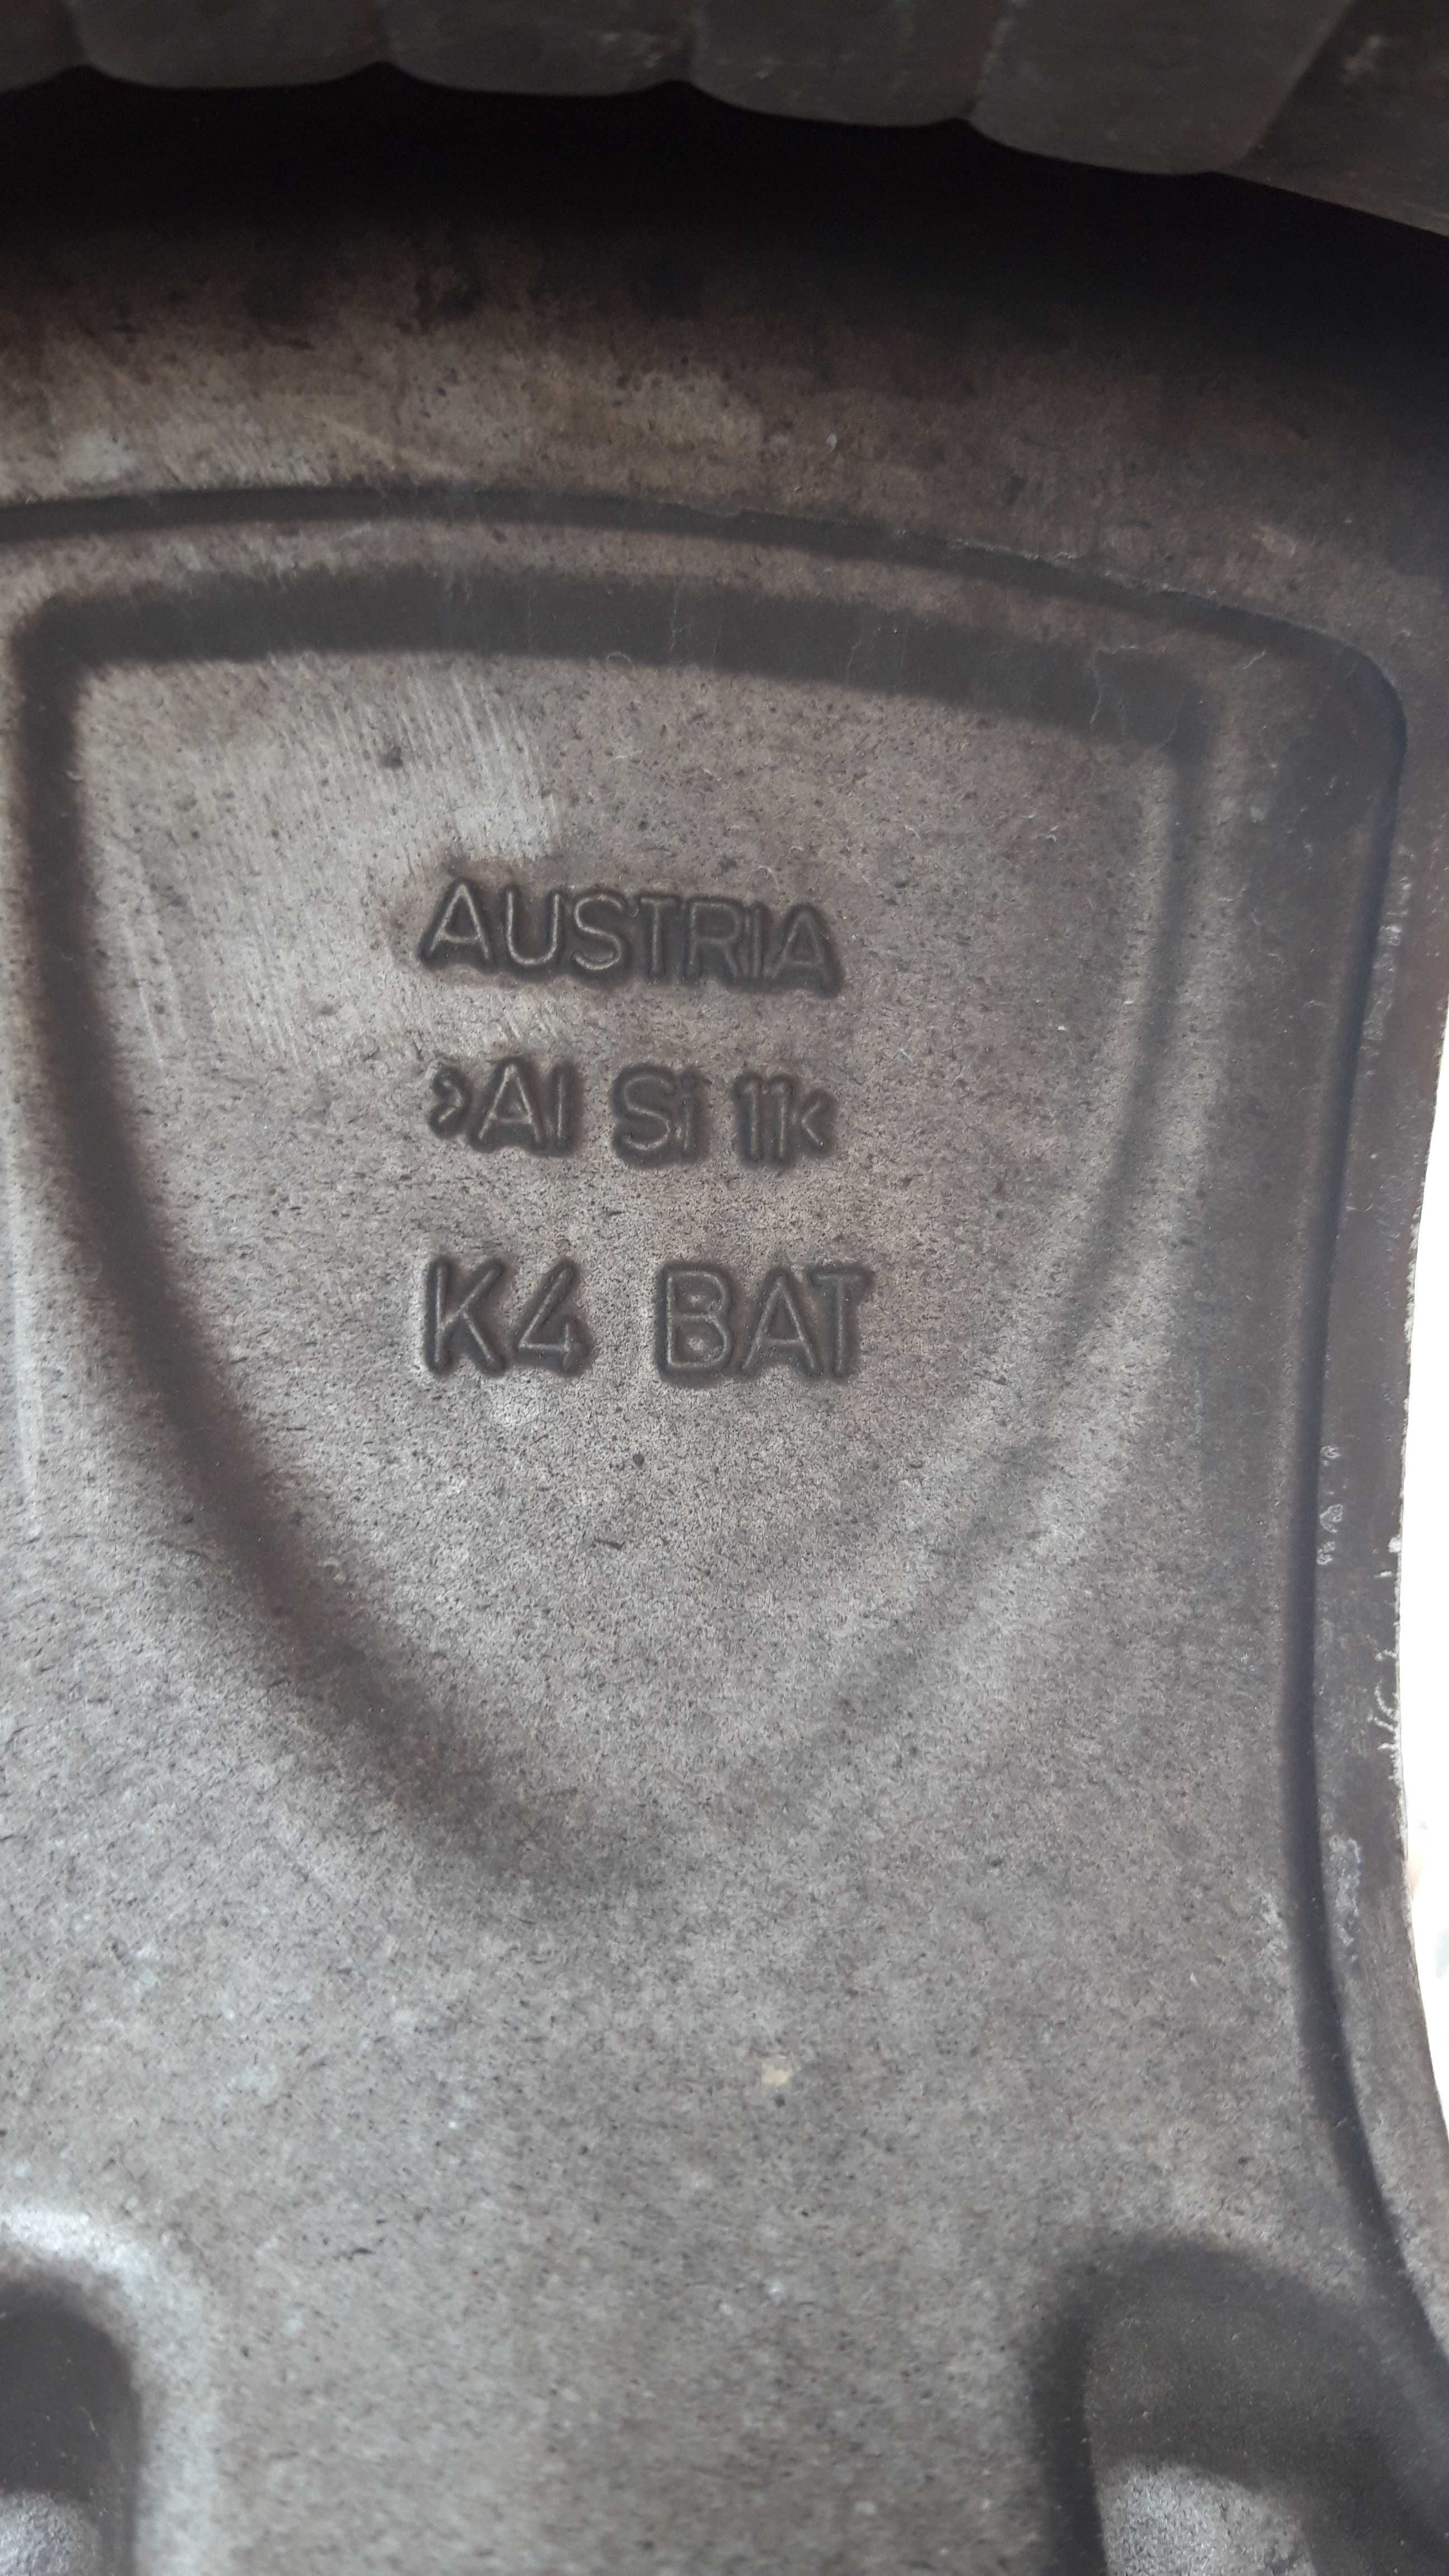 AUSTRIA
>Al Si 11<
K4 BAT